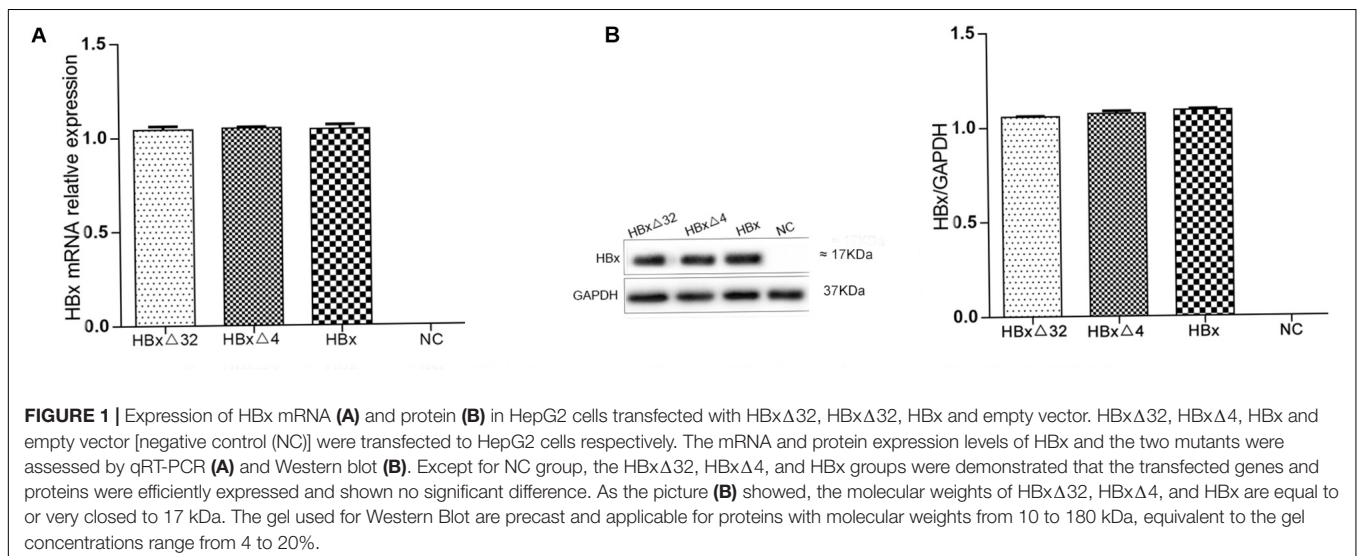 A
HBx mRNA relative expression
1.5
1.0
0.5
0.0
HBx△32 HBx△4 HBx NC
B
HBx△32 HBx△4 HBx NC
HBx ≈ 17KDa
GAPDH 37KDa
HBx/GAPDH
1.5
1.0
0.5
0.0
HBx△32 HBx△4 HBx NC
FIGURE 1 | Expression of HBx mRNA (A) and protein (B) in HepG2 cells transfected with HBxΔ32, HBxΔ32, HBx and empty vector. HBxΔ32, HBxΔ4, HBx and
empty vector [negative control (NC)] were transfected to HepG2 cells respectively. The mRNA and protein expression levels of HBx and the two mutants were
assessed by qRT-PCR (A) and Western blot (B). Except for NC group, the HBxΔ32, HBxΔ4, and HBx groups were demonstrated that the transfected genes and
proteins were efficiently expressed and shown no significant difference. As the picture (B) showed, the molecular weights of HBxΔ32, HBxΔ4, and HBx are equal to
or very closed to 17 kDa. The gel used for Western Blot are precast and applicable for proteins with molecular weights from 10 to 180 kDa, equivalent to the gel
concentrations range from 4 to 20%.